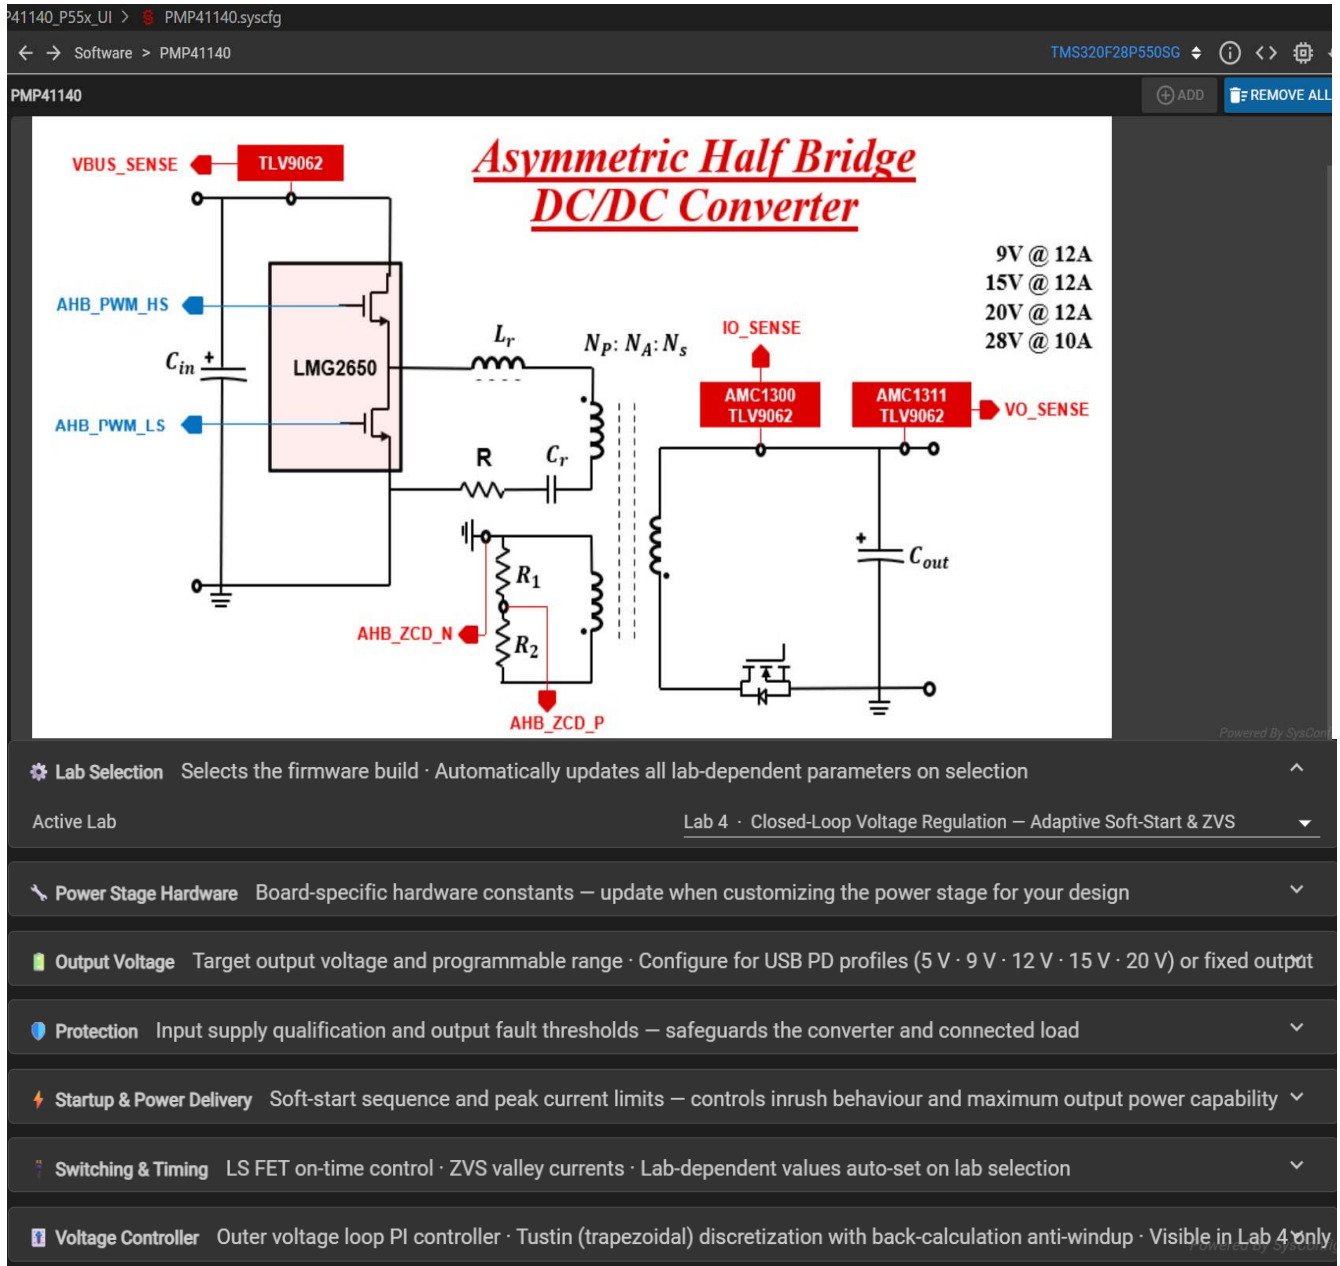 P41140_P55x_UI > PMP41140.syscfg
Software > PMP41140
TMS320F28P550SG
PMP41140
ADD
REMOVE ALL
Asymmetric Half Bridge
DC/DC Converter
VBUS_SENSE
TLV9062
9V @ 12A
15V @ 12A
20V @ 12A
28V @ 10A
AHB_PWM_HS
Cin +
LMG2650
Lr
NP: NA: Ns
IO_SENSE
AMC1300
TLV9062
AMC1311
TLV9062
VO_SENSE
AHB_PWM_LS
R
Cr
+
Cout
R1
AHB_ZCD_N
R2
AHB_ZCD_P
Powered By SysConf
Lab Selection Selects the firmware build · Automatically updates all lab-dependent parameters on selection
Active Lab
Lab 4 · Closed-Loop Voltage Regulation — Adaptive Soft-Start & ZVS
Power Stage Hardware Board-specific hardware constants — update when customizing the power stage for your design
Output Voltage Target output voltage and programmable range · Configure for USB PD profiles (5 V · 9 V · 12 V · 15 V · 20 V) or fixed output
Protection Input supply qualification and output fault thresholds — safeguards the converter and connected load
Startup & Power Delivery Soft-start sequence and peak current limits — controls inrush behaviour and maximum output power capability
Switching & Timing LS FET on-time control · ZVS valley currents · Lab-dependent values auto-set on lab selection
Voltage Controller Outer voltage loop PI controller · Tustin (trapezoidal) discretization with back-calculation anti-windup · Visible in Lab 4 only
Powered By SysConfig